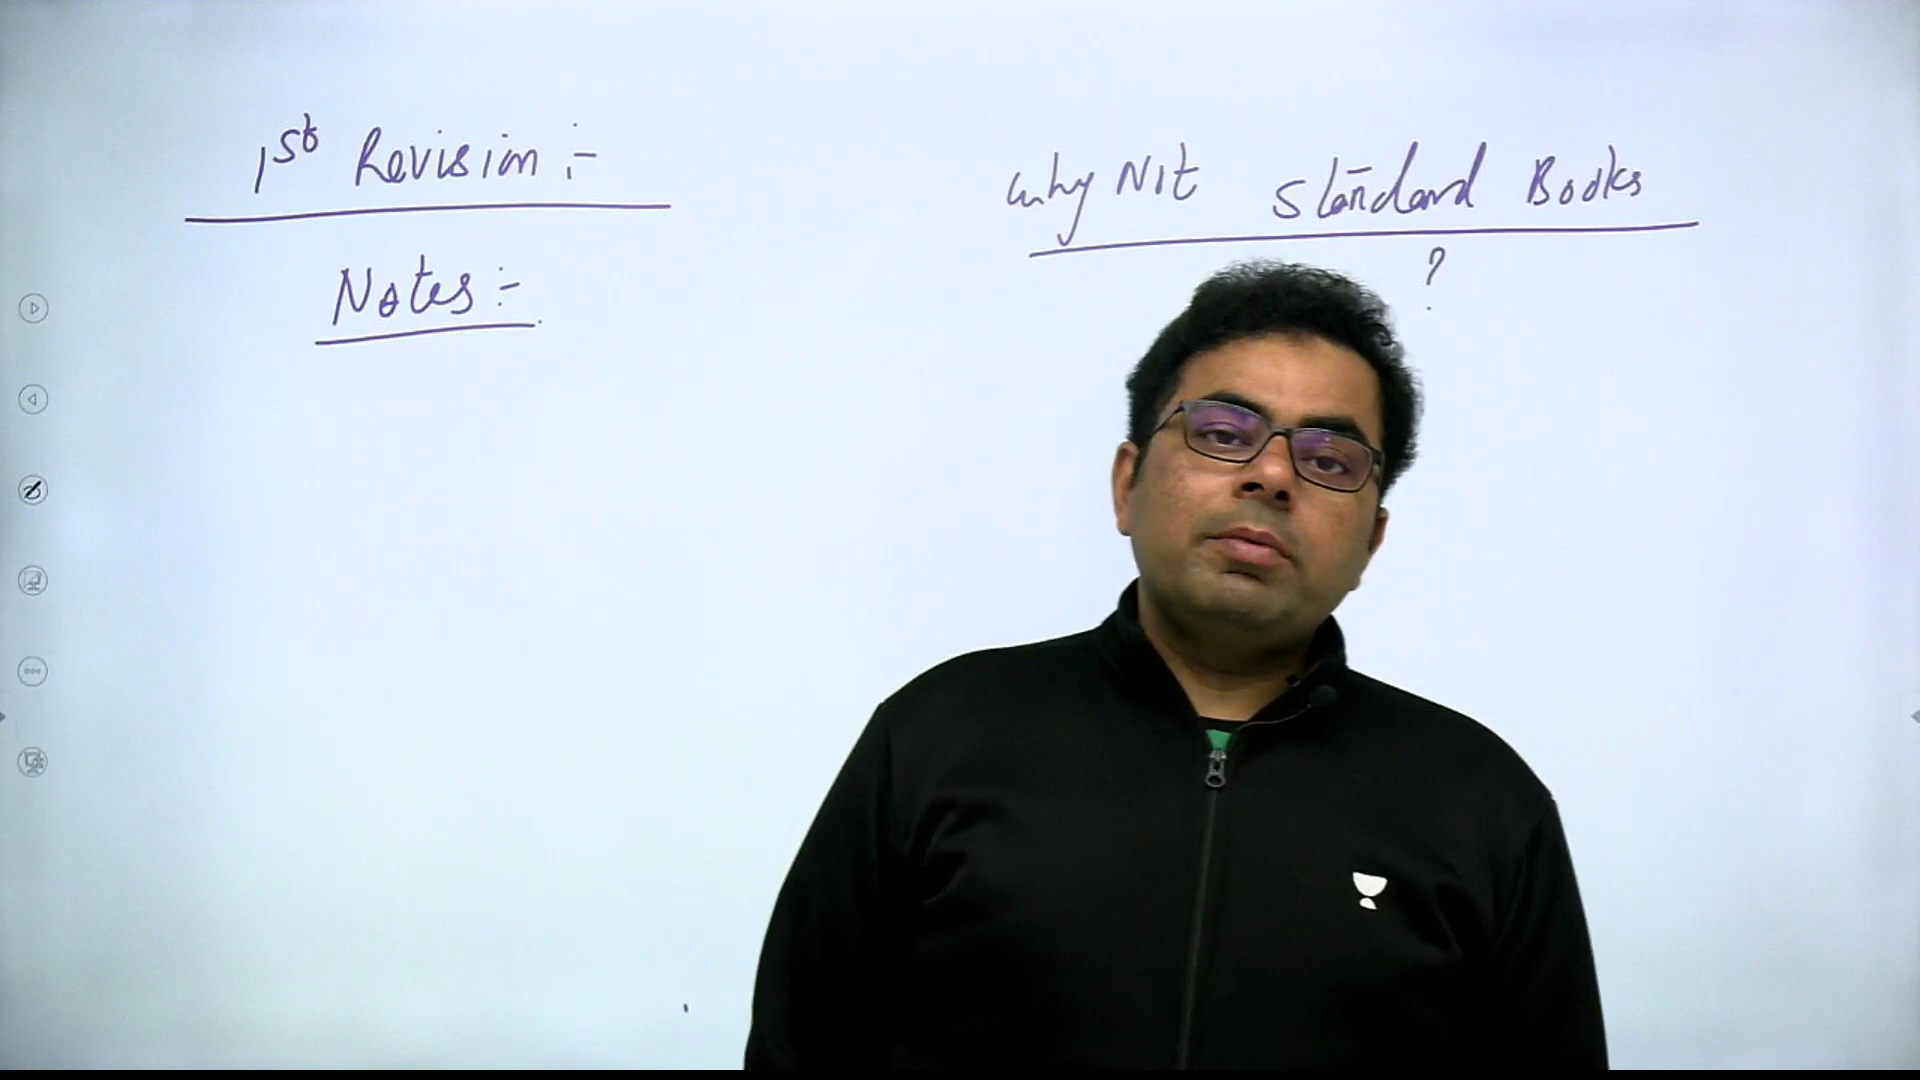 1st Revision :-
Notes :-
why Not Standard Books
?